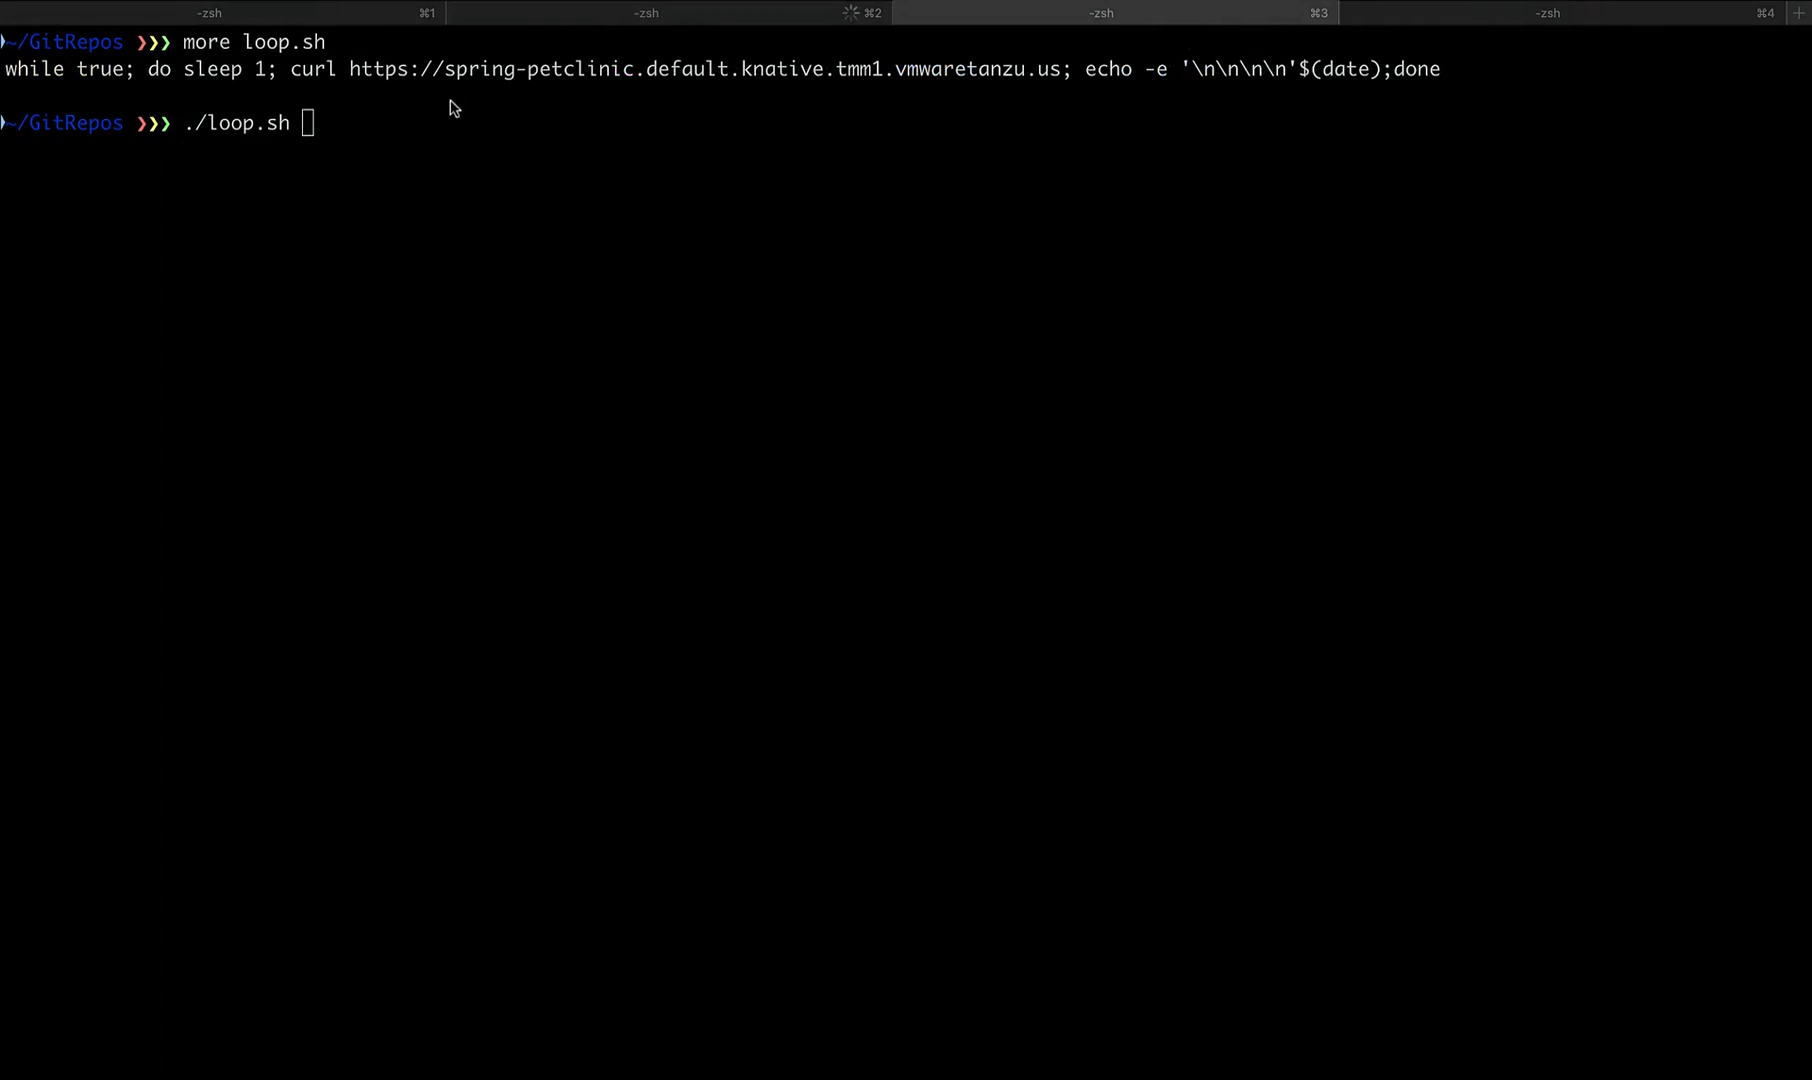 -zsh ⌘1 -zsh ⌘2 -zsh ⌘3 -zsh ⌘4 +
~/GitRepos ❯❯❯ more loop.sh
while true; do sleep 1; curl https://spring-petclinic.default.knative.tmm1.vmwaretanzu.us; echo -e '\n\n\n\n'$(date);done
~/GitRepos ❯❯❯ ./loop.sh